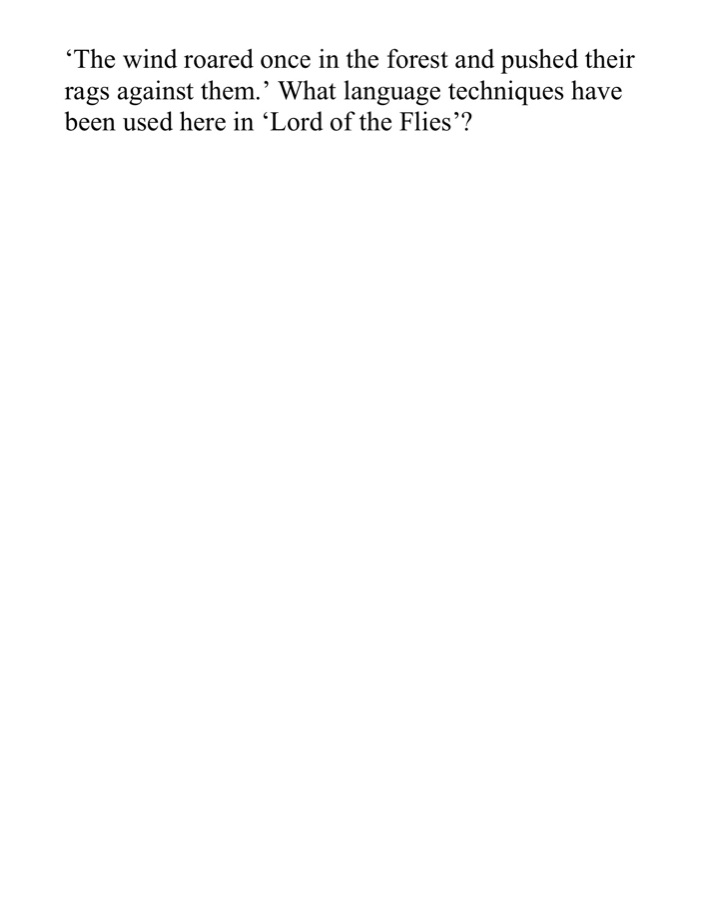 ‘The wind roared once in the forest and pushed their
rags against them.’ What language techniques have
been used here in ‘Lord of the Flies’?